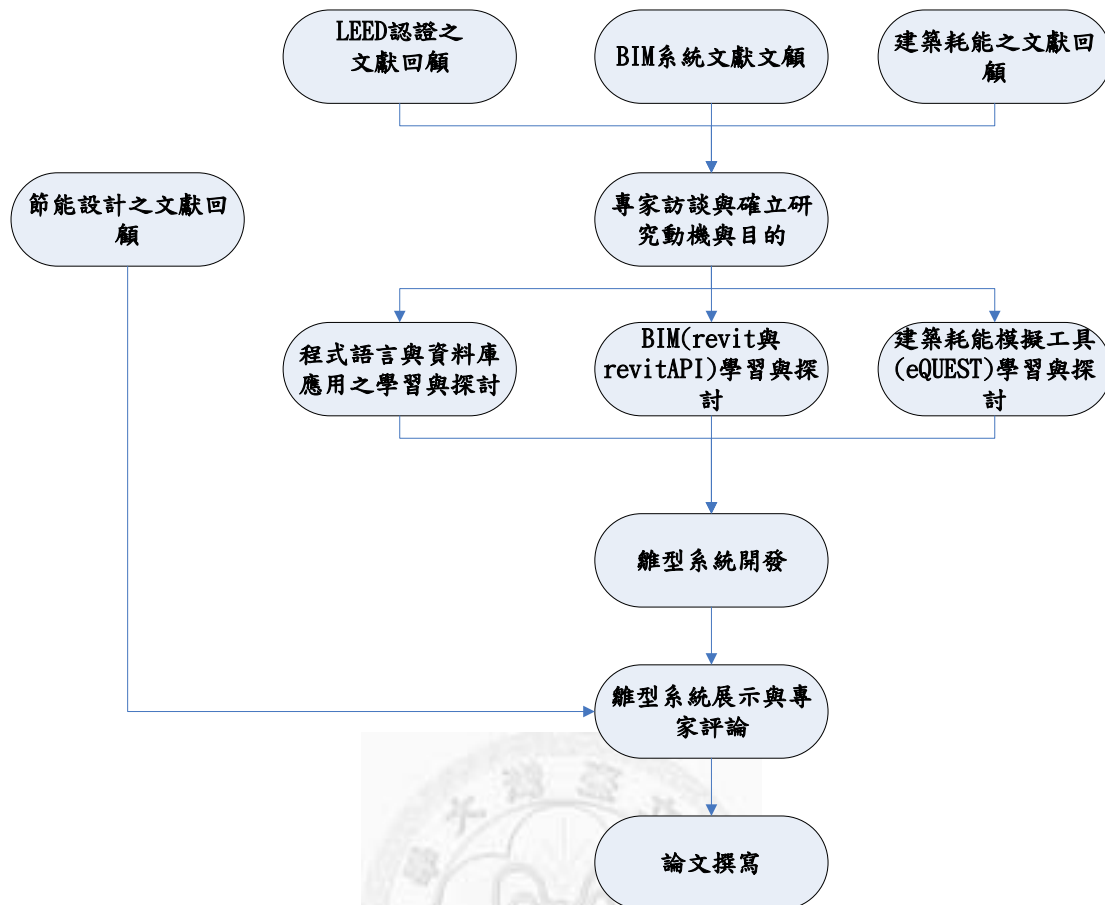 LEED認證之
文獻回顧
BIM系統文獻文顧
建築耗能之文獻回
顧
節能設計之文獻回
顧
專家訪談與確立研
究動機與目的
程式語言與資料庫
應用之學習與探討
BIM(revit與
revitAPI)學習與探
討
建築耗能模擬工具
(eQUEST)學習與探
討
雛型系統開發
雛型系統展示與專
家評論
論文撰寫